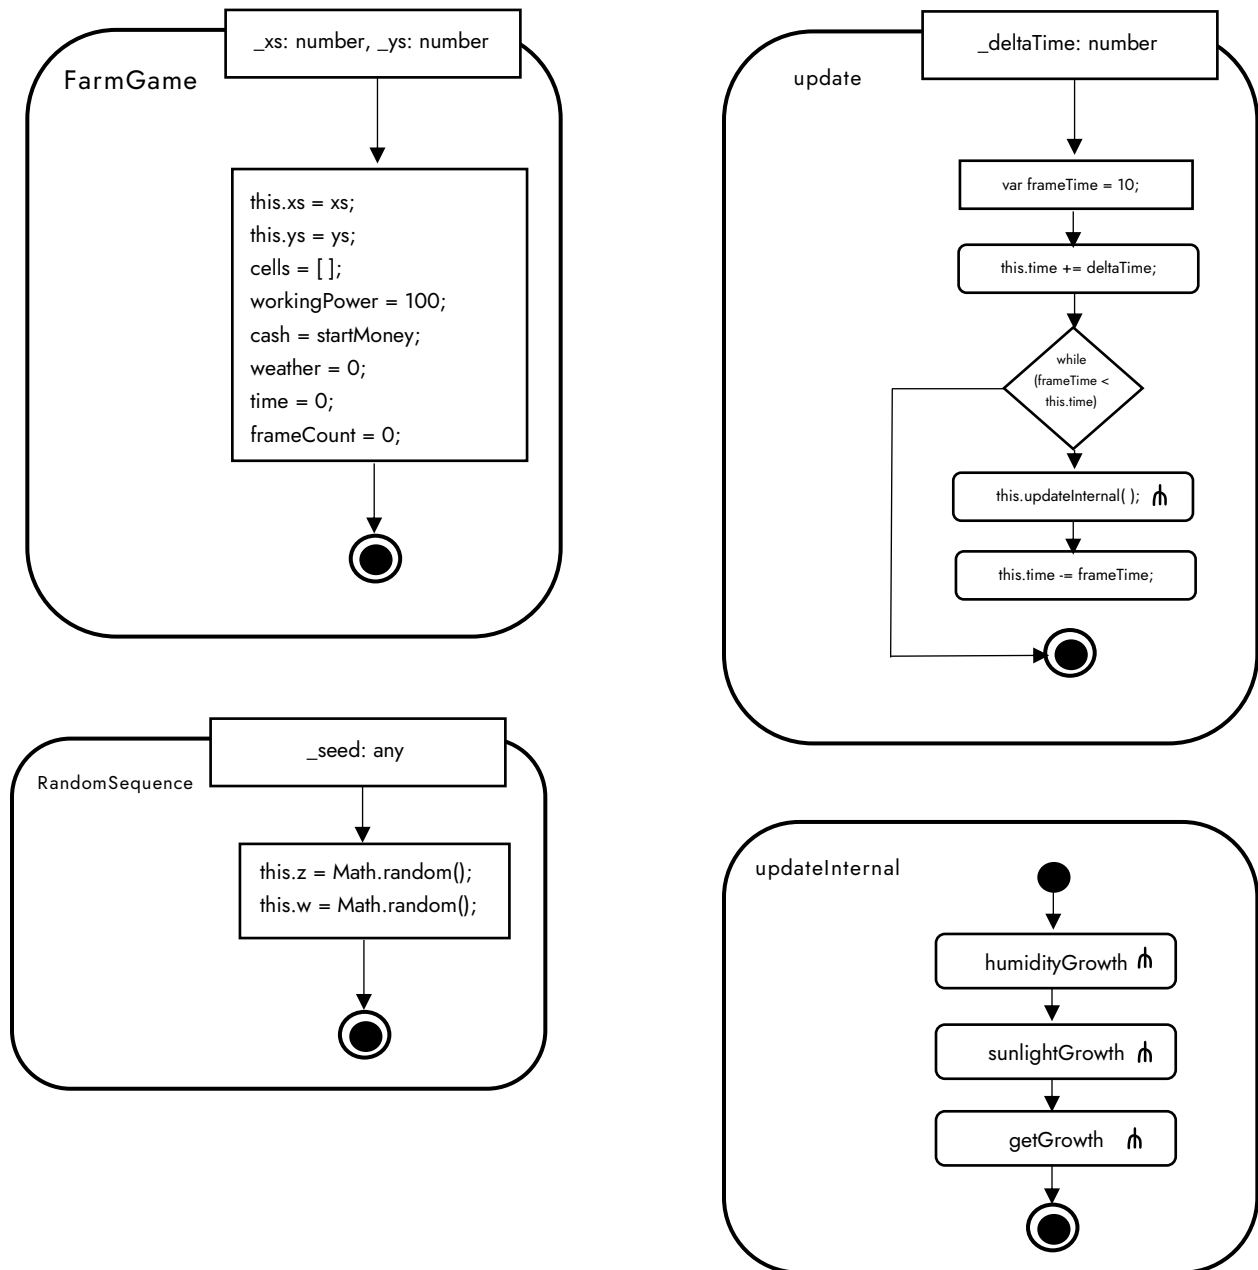 _xs: number, _ys: number
FarmGame
this.xs = xs;
this.ys = ys;
cells = [ ];
workingPower = 100;
cash = startMoney;
weather = 0;
time = 0;
frameCount = 0;
_deltaTime: number
update
var frameTime = 10;
this.time += deltaTime;
while
(frameTime <
this.time)
this.updateInternal( );
this.time -= frameTime;
_seed: any
RandomSequence
this.z = Math.random();
this.w = Math.random();
updateInternal
humidityGrowth
sunlightGrowth
getGrowth